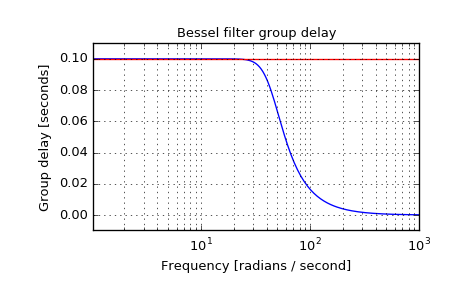 Bessel filter group delay
Group delay [seconds]
0.10
0.08
0.06
0.04
0.02
0.00
10¹ 10² 10³
Frequency [radians / second]